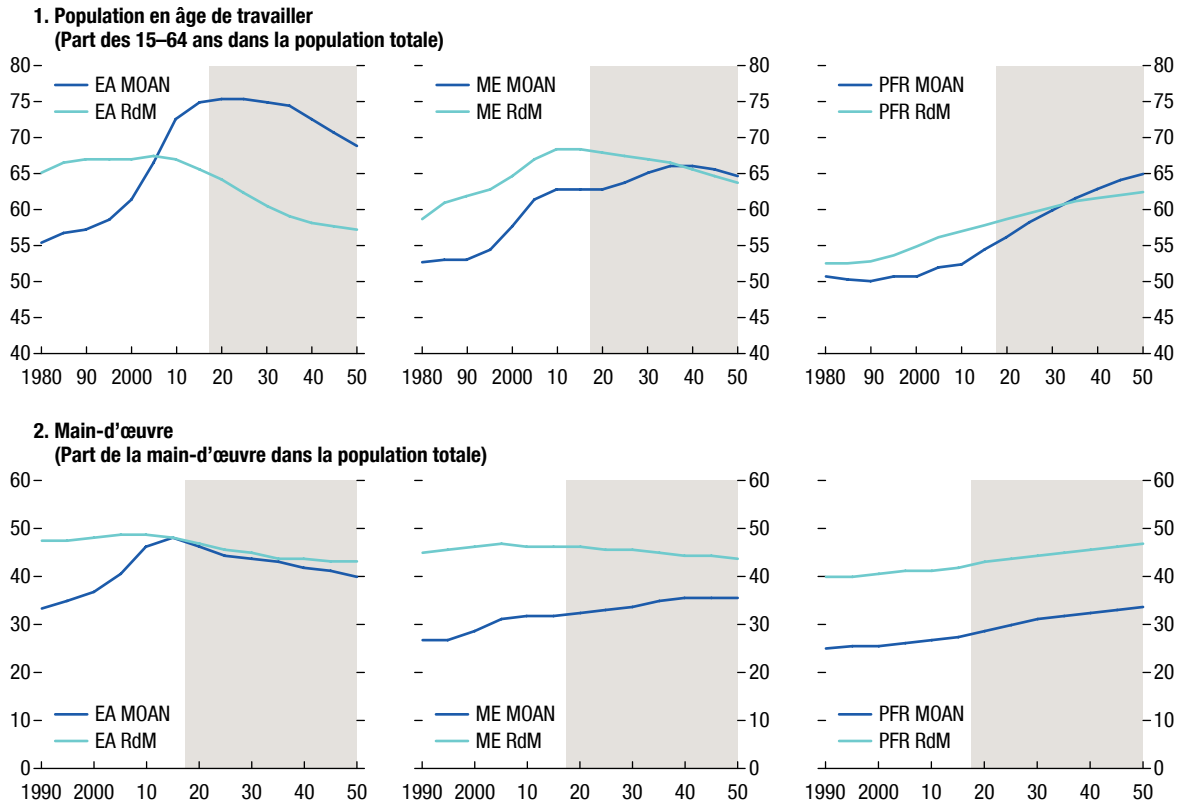 1. Population en âge de travailler
(Part des 15–64 ans dans la population totale)
80 80 80
EA MOAN ME MOAN PFR MOAN
75 75 75
EA RdM ME RdM PFR RdM
70 70 70
65 65 65
60 60 60
55 55 55
50 50 50
45 45 45
40 40 40
1980 90 2000 10 20 30 40 50 1980 90 2000 10 20 30 40 50 1980 90 2000 10 20 30 40 50
2. Main-d’œuvre
(Part de la main-d’œuvre dans la population totale)
60 60 60
50 50 50
40 40 40
30 30 30
20 20 20
EA MOAN ME MOAN PFR MOAN
10 10 10
EA RdM ME RdM PFR RdM
0 0 0
1990 2000 10 20 30 40 50 1990 2000 10 20 30 40 50 1990 2000 10 20 30 40 50